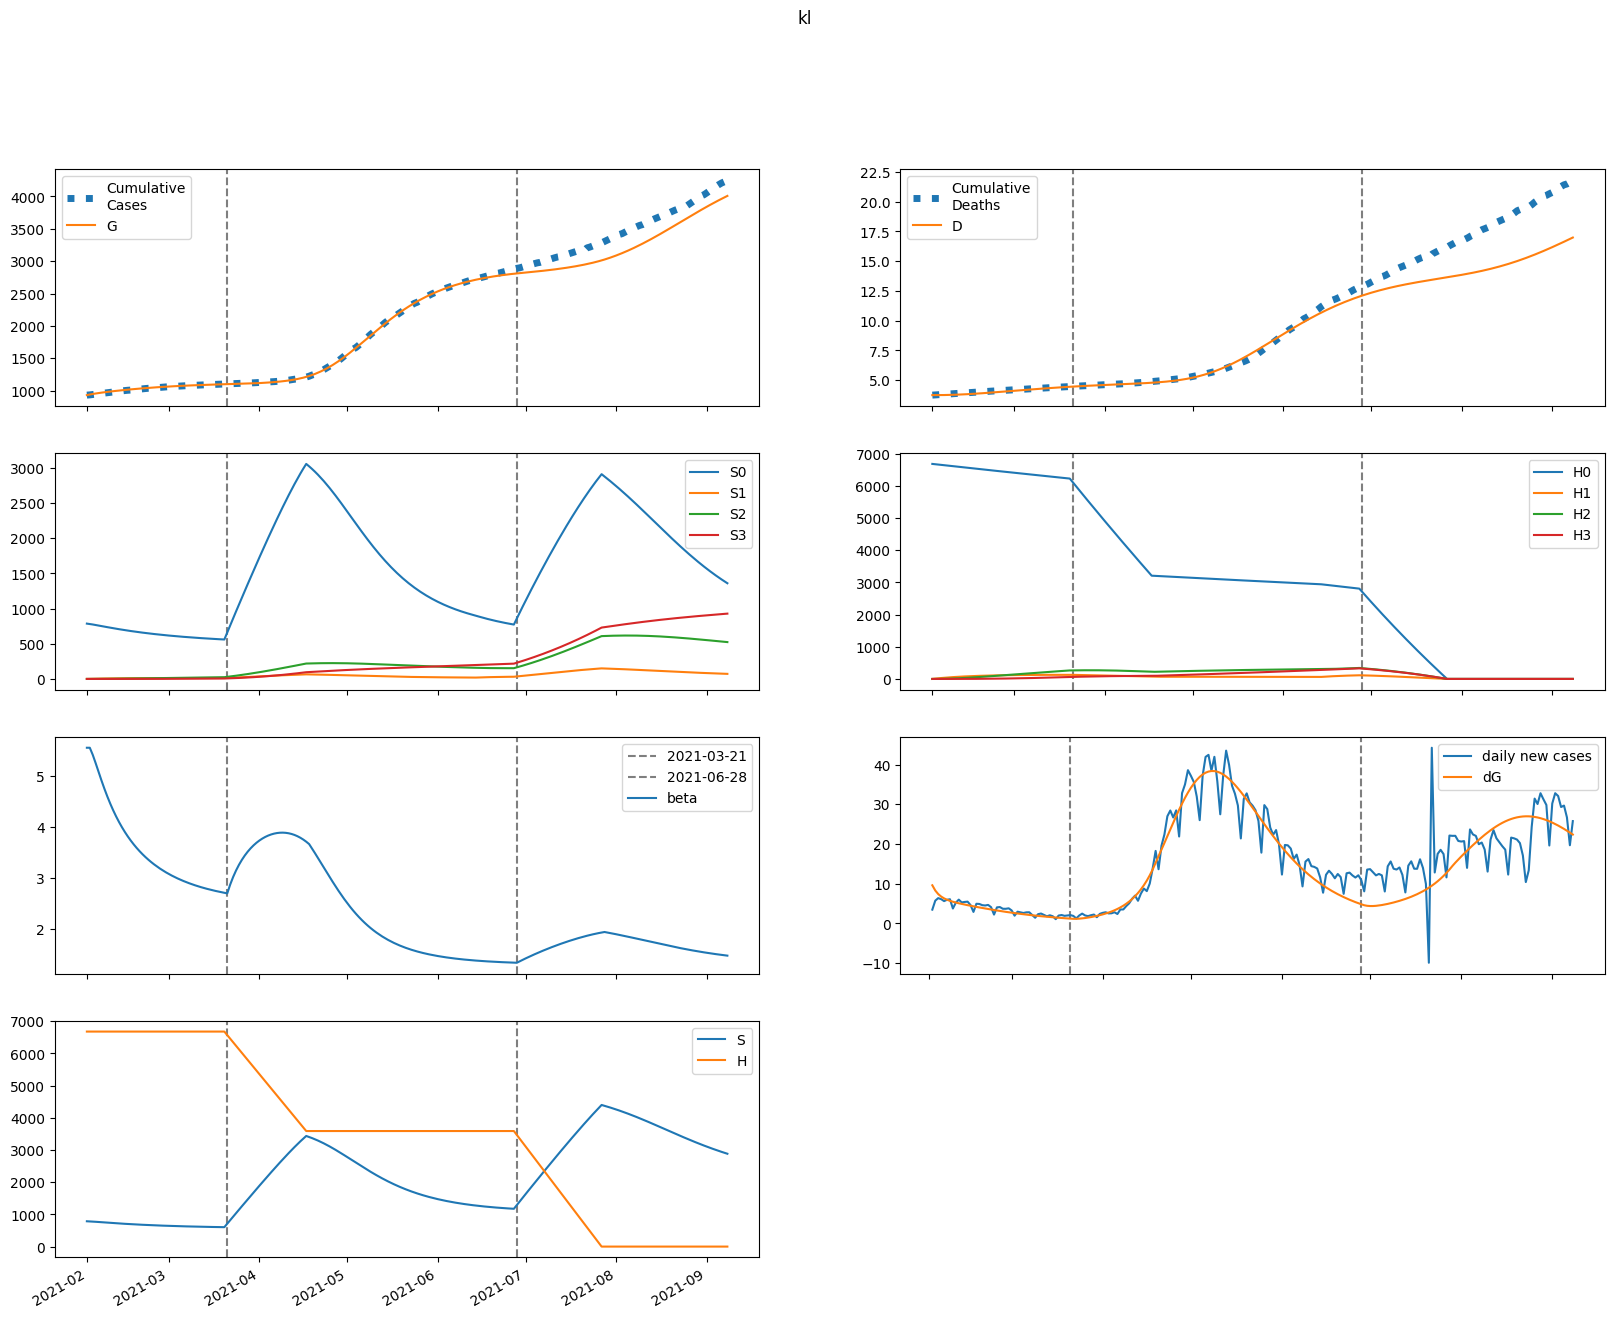 kl
4000
3500
3000
2500
2000
1500
1000
Cumulative
Cases
G
22.5
20.0
17.5
15.0
12.5
10.0
7.5
5.0
Cumulative
Deaths
D
3000
2500
2000
1500
1000
500
0
S0
S1
S2
S3
7000
6000
5000
4000
3000
2000
1000
0
H0
H1
H2
H3
5
4
3
2
2021-03-21
2021-06-28
beta
40
30
20
10
0
−10
daily new cases
dG
7000
6000
5000
4000
3000
2000
1000
0
S
H
2021-02
2021-03
2021-04
2021-05
2021-06
2021-07
2021-08
2021-09